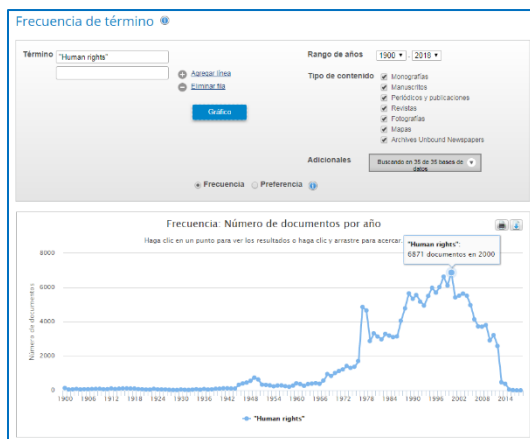 Frecuencia de término
Término "Human rights"
Agregar línea
Eliminar fila
Gráfico
Rango de años 1900 - 2018
Tipo de contenido
Monografías
Manuscritos
Periódicos y publicaciones
Revistas
Fotografías
Mapas
Archives Unbound Newspapers
Adicionales
Buscando en 35 de 35 bases de
datos
Frecuencia Preferencia
Frecuencia: Número de documentos por año
Haga clic en un punto para ver los resultados o haga clic y arrastre para acercar.
"Human rights":
6871 documentos en 2000
Número de documentos
8000
6000
4000
2000
0
1900 1906 1912 1918 1924 1930 1936 1942 1948 1954 1960 1966 1972 1978 1984 1990 1996 2002 2008 2014
"Human rights"